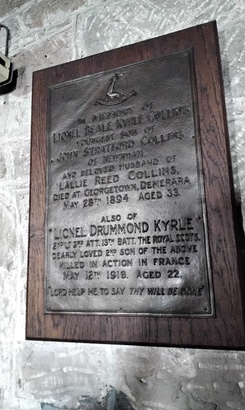 IN MEMORY OF
LIONEL BEALE KYRLE COLLINS,
YOUNGEST SON OF
JOHN STRATFORD COLLINS,
OF NEWNHAM,
AND BELOVED HUSBAND OF
LALLIE REED COLLINS,
DIED AT GEORGETOWN, DEMERARA
MAY 28TH 1894 AGED 33.
ALSO OF
LIONEL DRUMMOND KYRLE
2ND LT 3RD ATT. 13TH BATT. THE ROYAL SCOTS.
DEARLY LOVED 2ND SON OF THE ABOVE
KILLED IN ACTION IN FRANCE
MAY 12TH 1916. AGED 22.
"LORD HELP ME TO SAY THY WILL BE DONE"